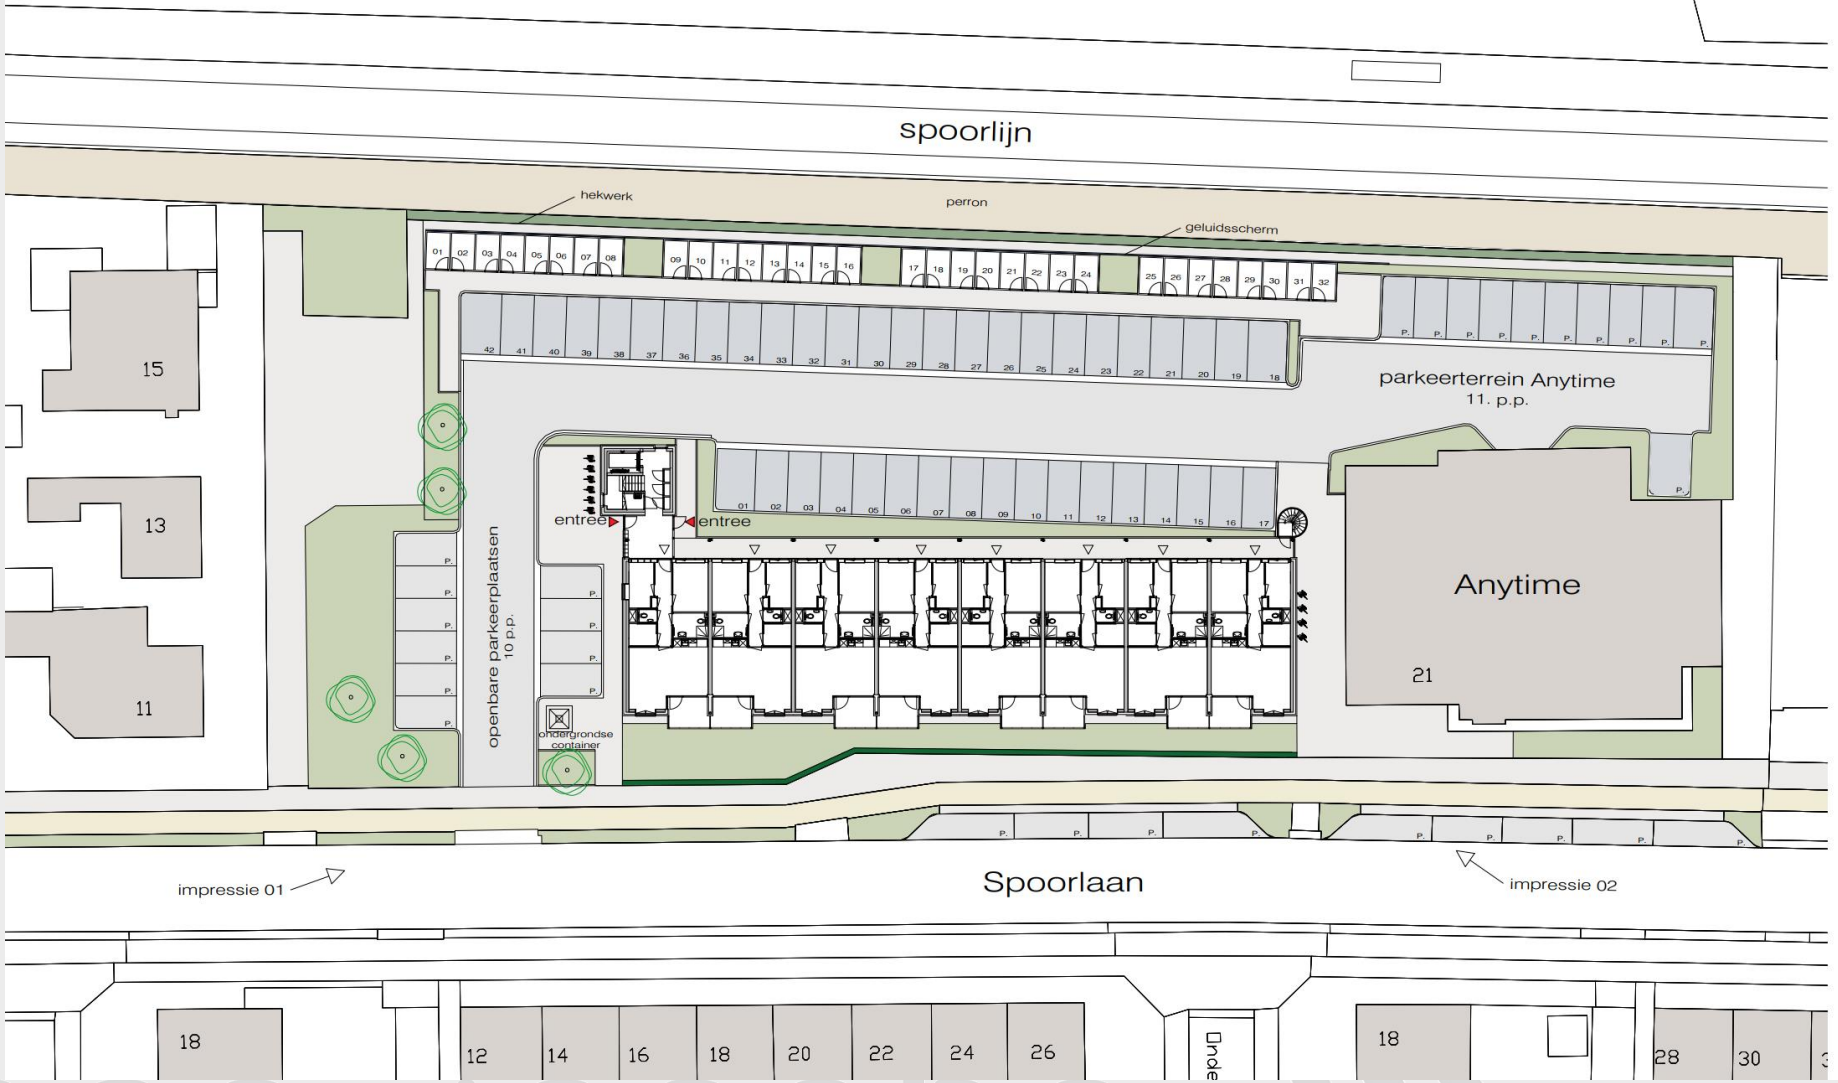 spoorlijn
hekwerk
perron
geluidsscherm
01 02 03 04 05 06 07 08
09 10 11 12 13 14 15 16
17 18 19 20 21 22 23 24
25 26 27 28 29 30 31 32
P. P. P. P. P. P. P. P. P. P.
42 41 40 39 38 37 36 35 34 33 32 31 30 29 28 27 26 25 24 23 22 21 20 19 18
parkeerterrein Anytime
11. p.p.
15
01 02 03 04 05 06 07 08 09 10 11 12 13 14 15 16 17
P.
entree
entree
13
openbare parkeerplaatsen
10 p.p.
P.
P.
P.
P.
P.
P.
P.
P.
P.
P.
Anytime
21
11
ondergrondse
container
P. P. P. P.
P. P. P. P. P.
impressie 01
Spoorlaan
impressie 02
18
12
14
16
18
20
22
24
26
Onde
18
28
30